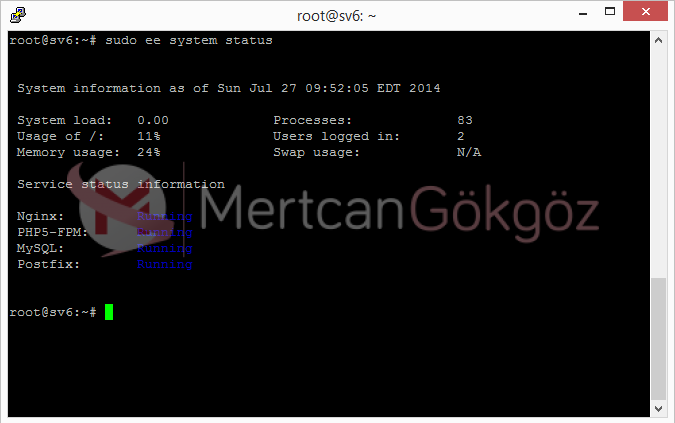 root@sv6: ~
root@sv6:~# sudo ee system status
System information as of Sun Jul 27 09:52:05 EDT 2014
System load: 0.00 Processes: 83
Usage of /: 11% Users logged in: 2
Memory usage: 24% Swap usage: N/A
Service status information
Nginx: Running
PHP5-FPM: Running
MySQL: Running
Postfix: Running
MertcanGökgöz
root@sv6:~#